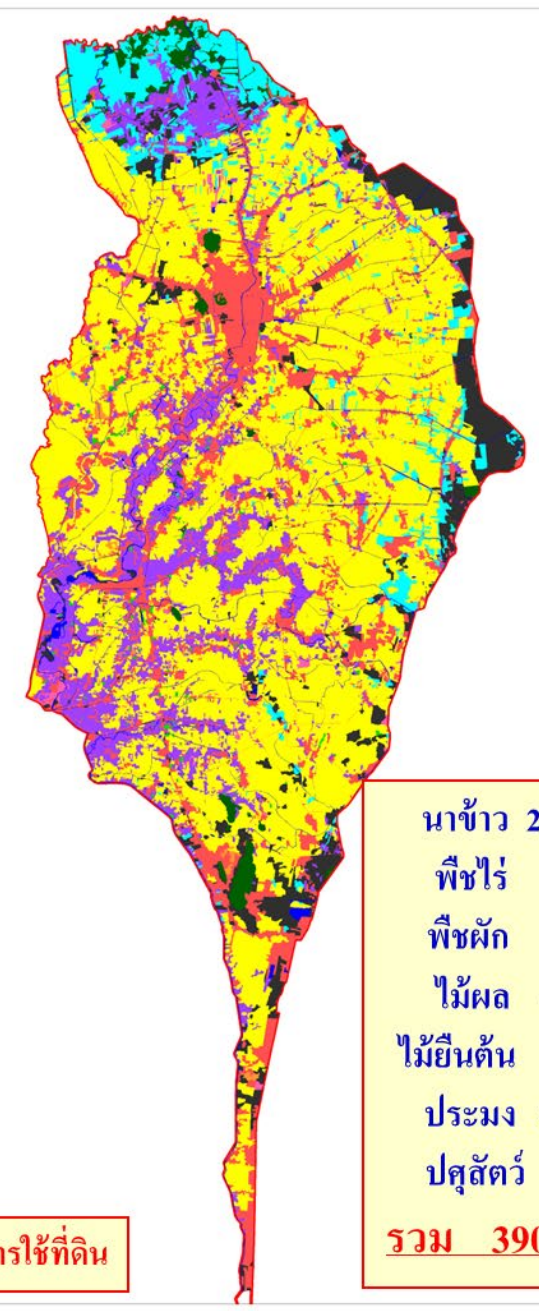 นาข้าว 2
พืชไร่
พืชผัก
ไม้ผล
ไม้ยืนต้น
ประมง
ปศุสัตว์
รวม 390
ารใช้ที่ดิน